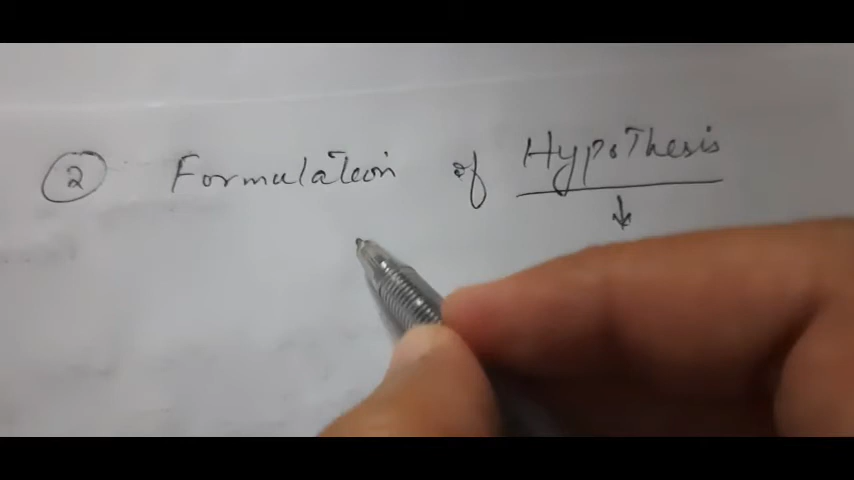 ② Formulation of Hypothesis
↓